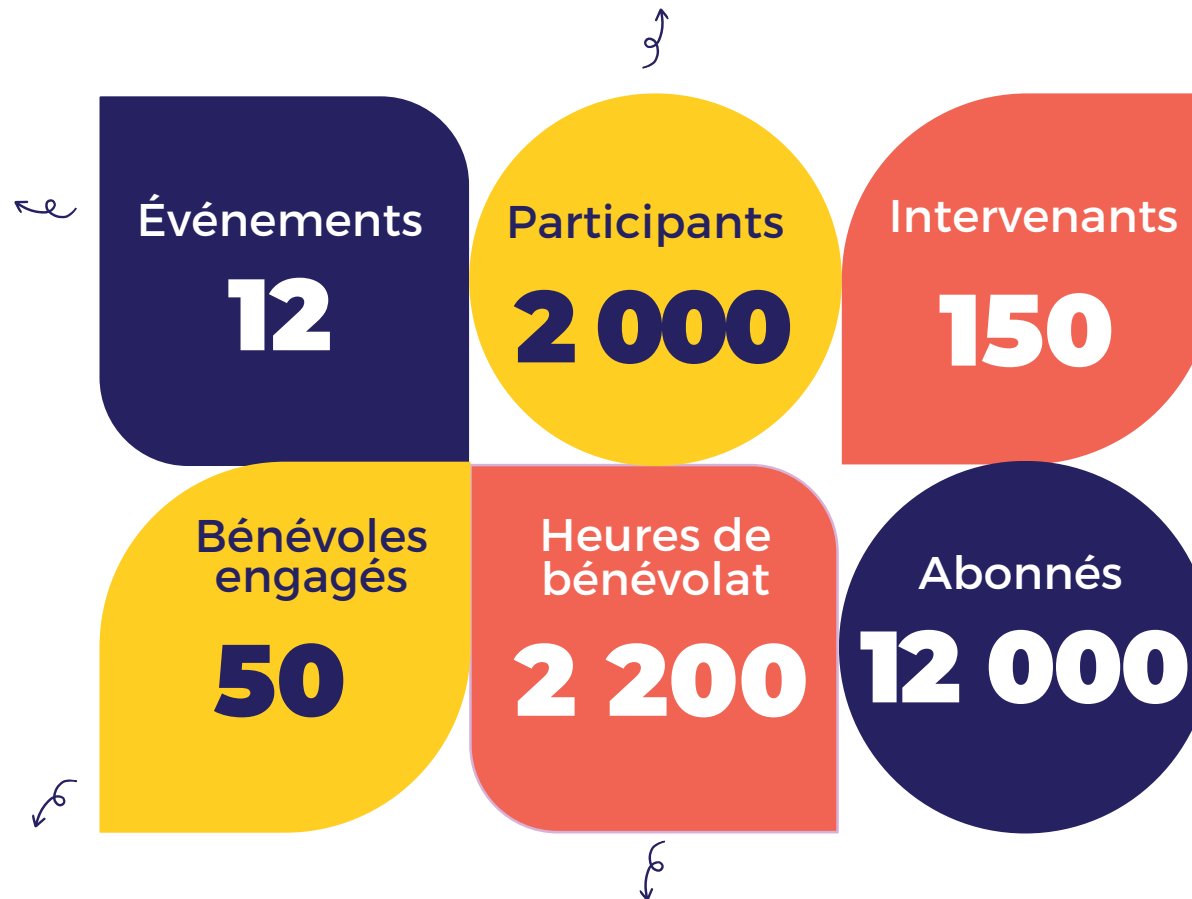 Événements
12
Participants
2 000
Intervenants
150
Bénévoles
engagés
50
Heures de
bénévolat
2 200
Abonnés
12 000